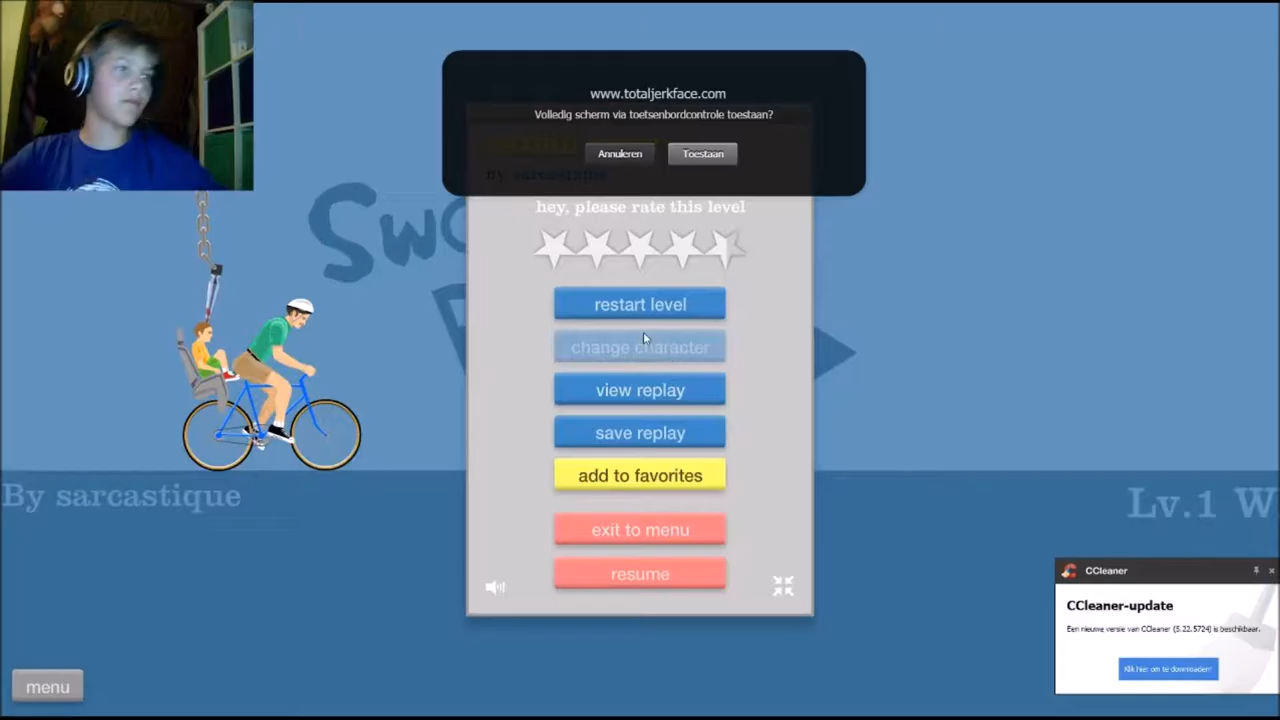 www.totaljerkface.com
Volledig scherm via toetsenbordcontrole toestaan?
Annuleren
Toestaan
hey, please rate this level
restart level
change character
view replay
save replay
add to favorites
exit to menu
resume
By sarcastique
Lv.1 W
menu
CCleaner
CCleaner-update
Een nieuwe versie van CCleaner (5.22.5724) is beschikbaar.
Klik hier om te downloaden!